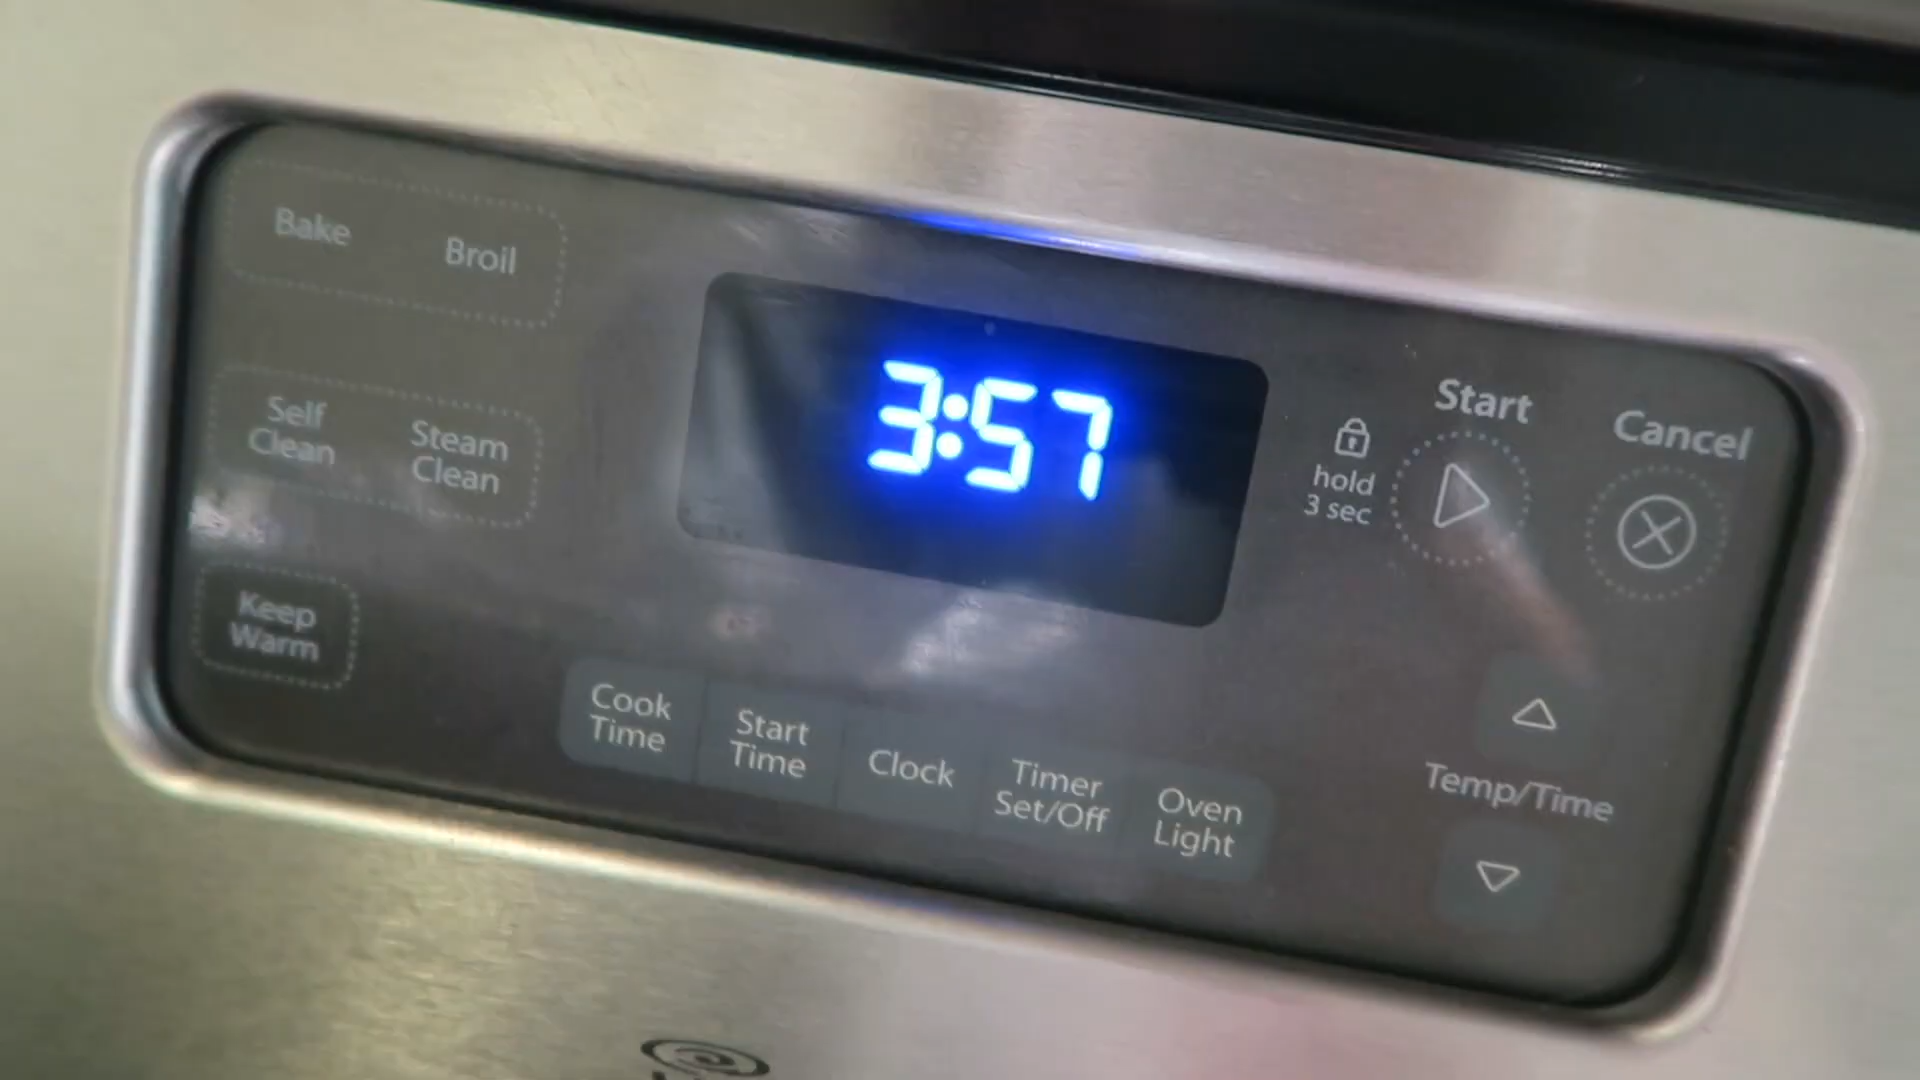 Bake
Broil
3:57
Start
Cancel
hold
3 sec
Self
Clean
Steam
Clean
Keep
Warm
Cook
Time
Start
Time
Clock
Timer
Set/Off
Oven
Light
Temp/Time